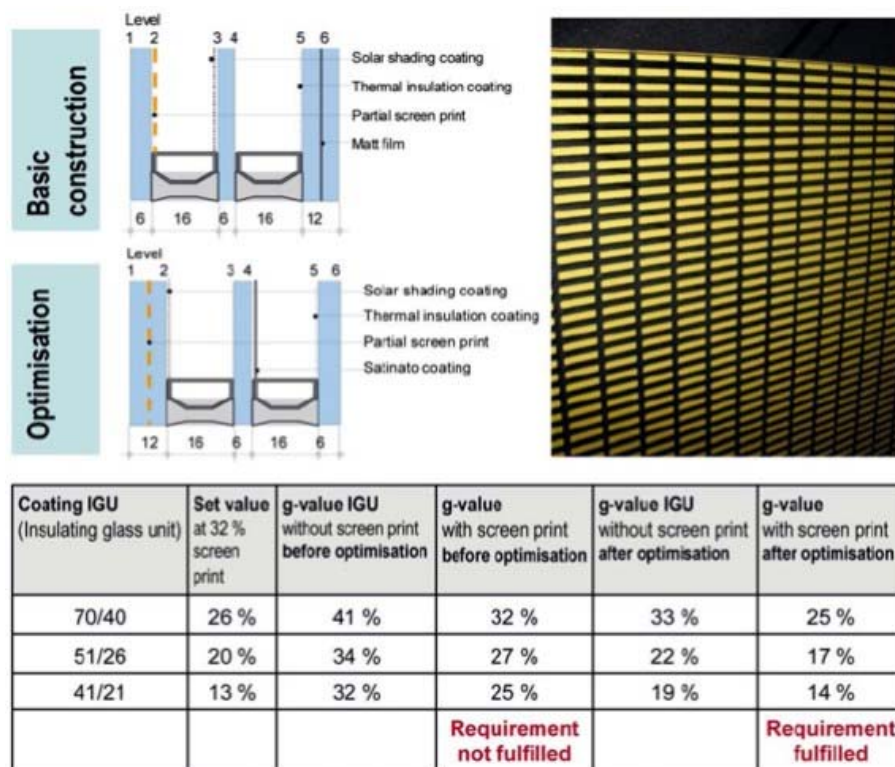 Basic
construction
Level
1 2 3 4 5 6
Solar shading coating
Thermal insulation coating
Partial screen print
Matt film
6 16 6 16 12
Optimisation
Level
1 2 3 4 5 6
Solar shading coating
Thermal insulation coating
Partial screen print
Satinato coating
12 16 6 16 6
Coating IGU
(Insulating glass unit)
Set value
at 32 %
screen
print
g-value IGU
without screen print
before optimisation
g-value
with screen print
before optimisation
g-value IGU
without screen print
after optimisation
g-value
with screen print
after optimisation
70/40 26 % 41 % 32 % 33 % 25 %
51/26 20 % 34 % 27 % 22 % 17 %
41/21 13 % 32 % 25 % 19 % 14 %
Requirement
not fulfilled
Requirement
fulfilled